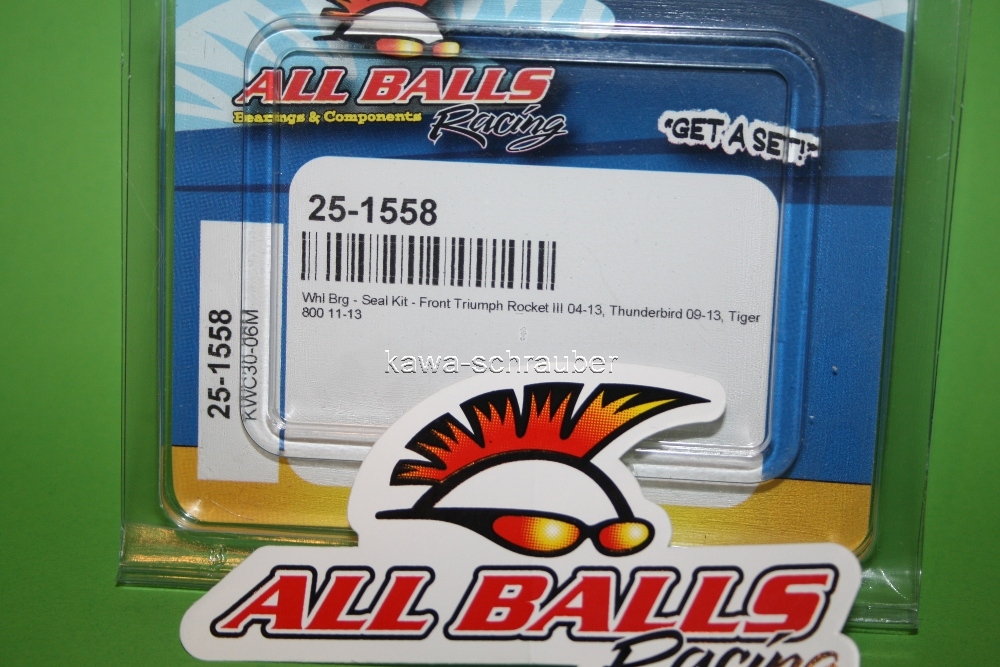 ALL BALLS
Bearings & Components
Racing
"GET A SET!"
25-1558
Whl Brg - Seal Kit - Front Triumph Rocket III 04-13, Thunderbird 09-13, Tiger
800 11-13
25-1558
KWC30-06M
kawa-schrauber
ALL BALLS
Racing